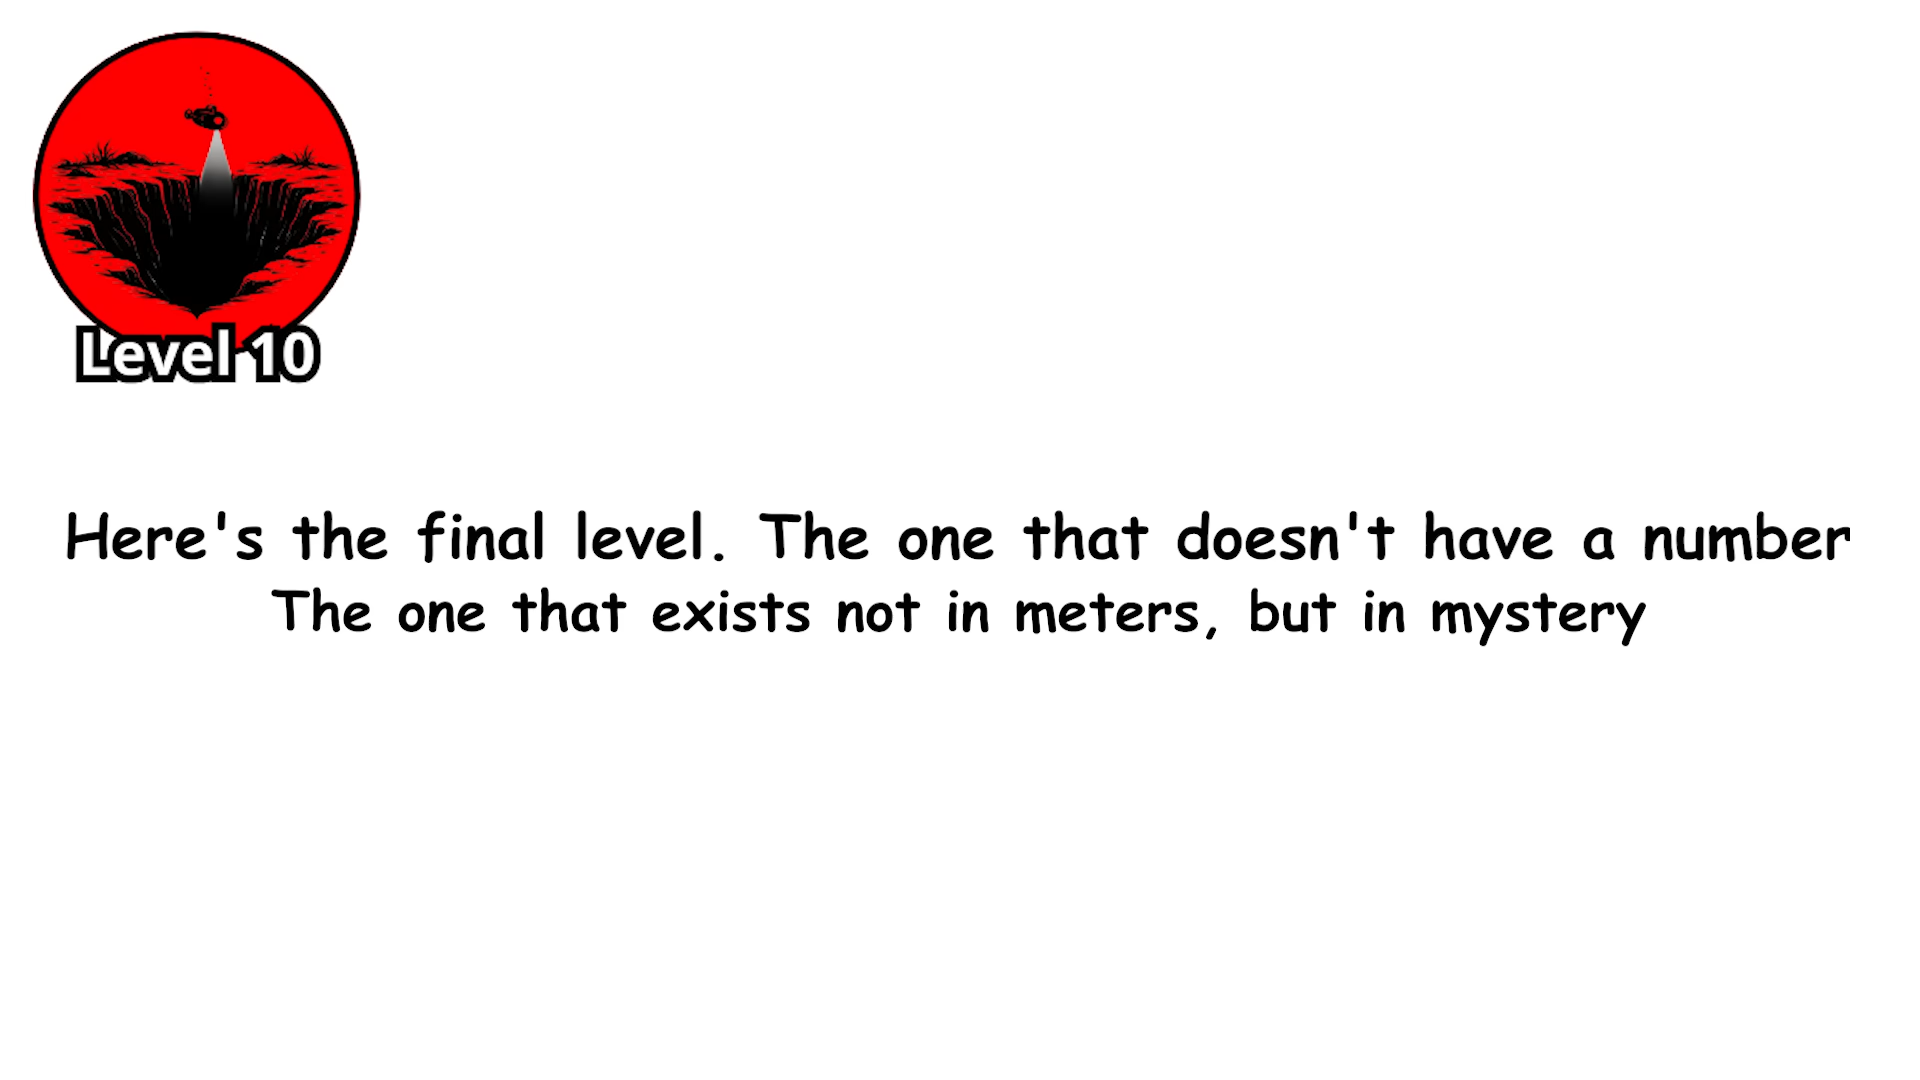 Level 10
Here's the final level. The one that doesn't have a number
The one that exists not in meters, but in mystery